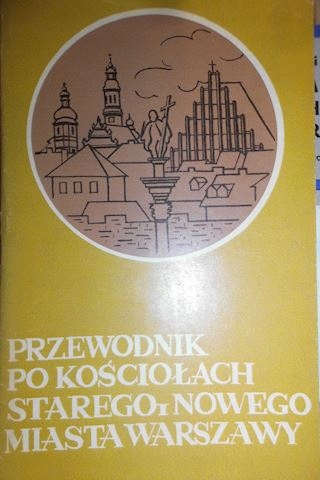 PRZEWODNIK
PO KOŚCIOŁACH
STAREGO I NOWEGO
MIASTA WARSZAWY